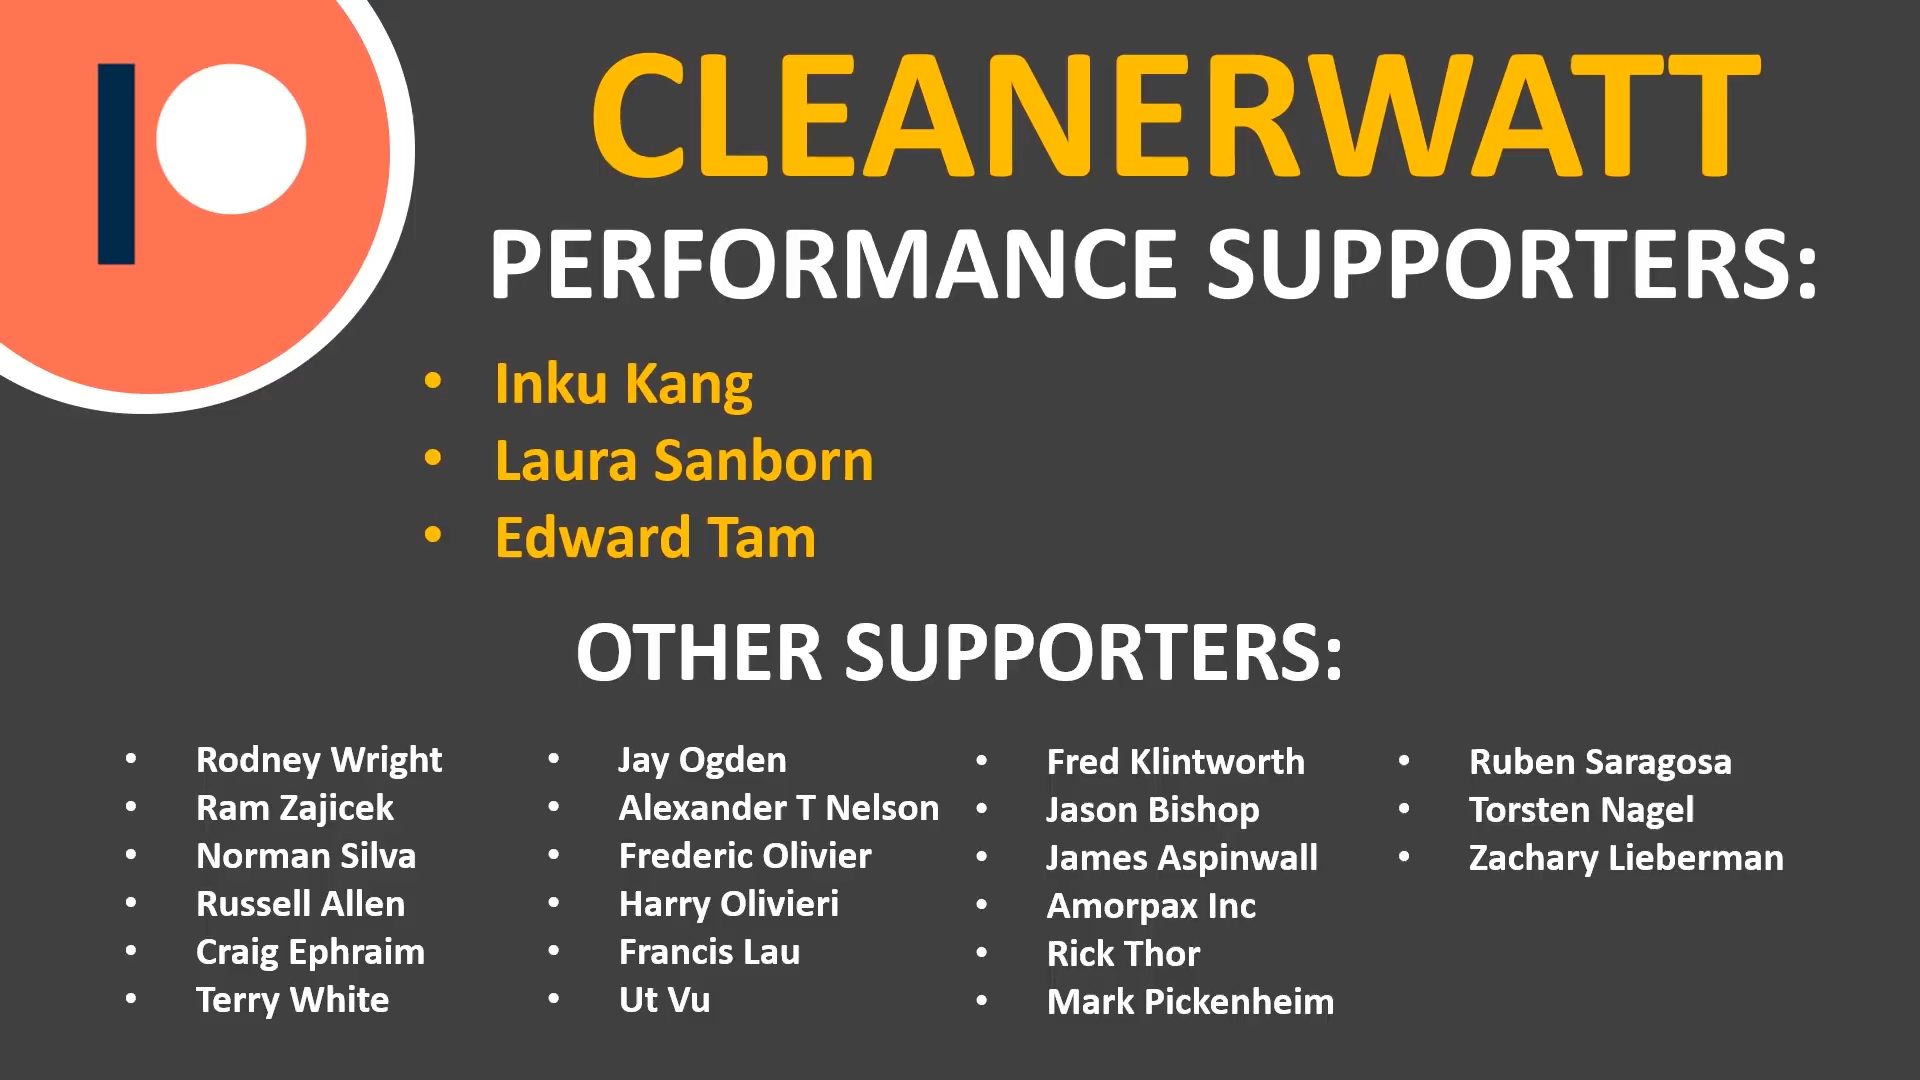 CLEANERWATT
PERFORMANCE SUPPORTERS:
• Inku Kang
• Laura Sanborn
• Edward Tam
OTHER SUPPORTERS:
• Rodney Wright
• Ram Zajicek
• Norman Silva
• Russell Allen
• Craig Ephraim
• Terry White
• Jay Ogden
• Alexander T Nelson
• Frederic Olivier
• Harry Olivieri
• Francis Lau
• Ut Vu
• Fred Klintworth
• Jason Bishop
• James Aspinwall
• Amorpax Inc
• Rick Thor
• Mark Pickenheim
• Ruben Saragosa
• Torsten Nagel
• Zachary Lieberman